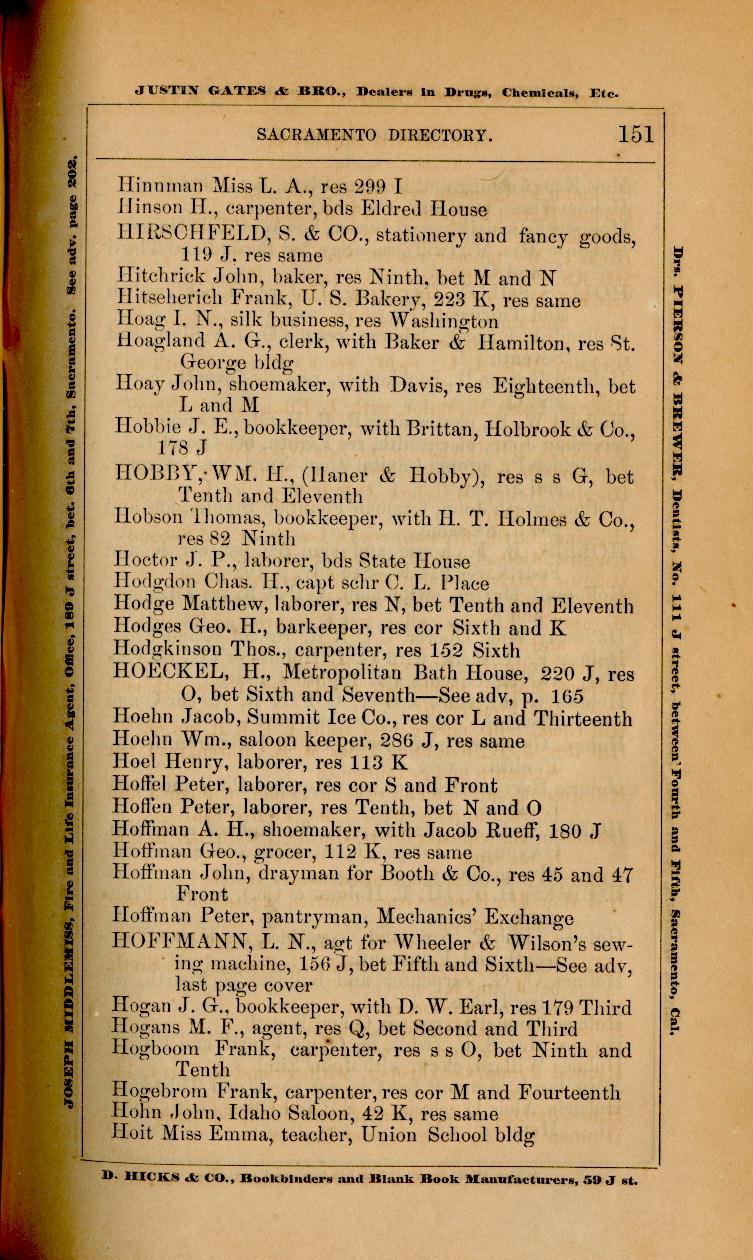 JUSTIN GATES & BRO., Dealers in Drugs, Chemicals, Etc.
SACRAMENTO DIRECTORY. 151
Hinnman Miss L. A., res 299 I
Hinson H., carpenter, bds Eldred House
HIRSCHFELD, S. & CO., stationery and fancy goods,
119 J. res same
Hitchrick John, baker, res Ninth, bet M and N
Hitseherich Frank, U. S. Bakery, 223 K, res same
Hoag I. N., silk business, res Washington
Hoagland A. G., clerk, with Baker & Hamilton, res St.
George bldg
Hoay John, shoemaker, with Davis, res Eighteenth, bet
L and M
Hobbie J. E., bookkeeper, with Brittan, Holbrook & Co.,
178 J
HOBBY, WM. H., (Haner & Hobby), res s s G, bet
Tenth and Eleventh
Hobson Thomas, bookkeeper, with H. T. Holmes & Co.,
res 82 Ninth
Hoctor J. P., laborer, bds State House
Hodgdon Chas. H., capt schr C. L. Place
Hodge Matthew, laborer, res N, bet Tenth and Eleventh
Hodges Geo. H., barkeeper, res cor Sixth and K
Hodgkinson Thos., carpenter, res 152 Sixth
HOECKEL, H., Metropolitan Bath House, 220 J, res
O, bet Sixth and Seventh—See adv, p. 165
Hoehn Jacob, Summit Ice Co., res cor L and Thirteenth
Hoehn Wm., saloon keeper, 286 J, res same
Hoel Henry, laborer, res 113 K
Hoffel Peter, laborer, res cor S and Front
Hoffen Peter, laborer, res Tenth, bet N and O
Hoffman A. H., shoemaker, with Jacob Rueff, 180 J
Hoffman Geo., grocer, 112 K, res same
Hoffman John, drayman for Booth & Co., res 45 and 47
Front
Hoffman Peter, pantryman, Mechanics' Exchange
HOFFMANN, L. N., agt for Wheeler & Wilson's sew-
ing machine, 156 J, bet Fifth and Sixth—See adv,
last page cover
Hogan J. G., bookkeeper, with D. W. Earl, res 179 Third
Hogans M. F., agent, res Q, bet Second and Third
Hogboom Frank, carpenter, res s s O, bet Ninth and
Tenth
Hogebrom Frank, carpenter, res cor M and Fourteenth
Hohn John, Idaho Saloon, 42 K, res same
Hoit Miss Emma, teacher, Union School bldg
D. HICKS & CO., Bookbinders and Blank Book Manufacturers, 59 J st.
JOSEPH MIDDLEMISS, Fire and Life Insurance Agent, Office, 189 J street, bet. 6th and 7th, Sacramento. See adv. page 202.
Drs. PIERSON & BREWER, Dentists, No. 111 J street, between Fourth and Fifth, Sacramento, Cal.